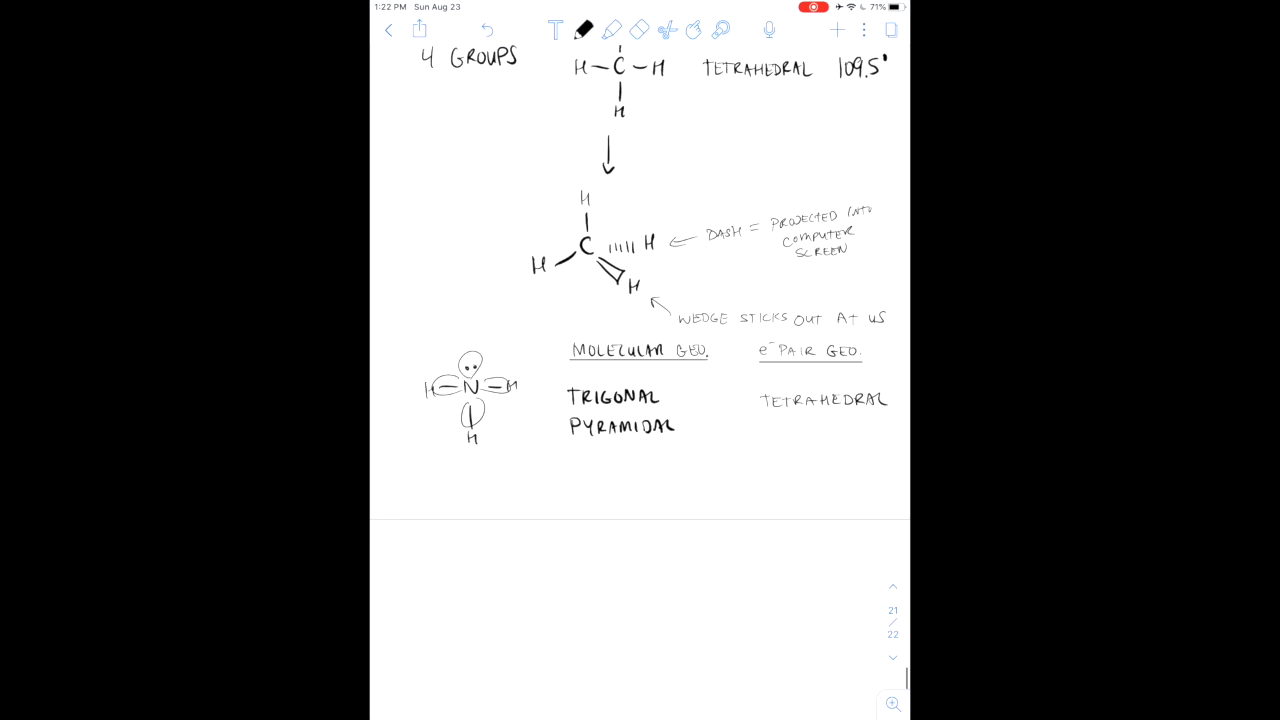 1:22 PM Sun Aug 23
71%
T
4 GROUPS
H—C—H TETRAHEDRAL 109.5°
H
H
C H ← DASH = PROJECTED INTO
COMPUTER
SCREEN
H
H
WEDGE STICKS OUT AT US
MOLECULAR GEO. e⁻ PAIR GEO.
H—N—H
TRIGONAL TETRAHEDRAL
PYRAMIDAL
H
21
/
22